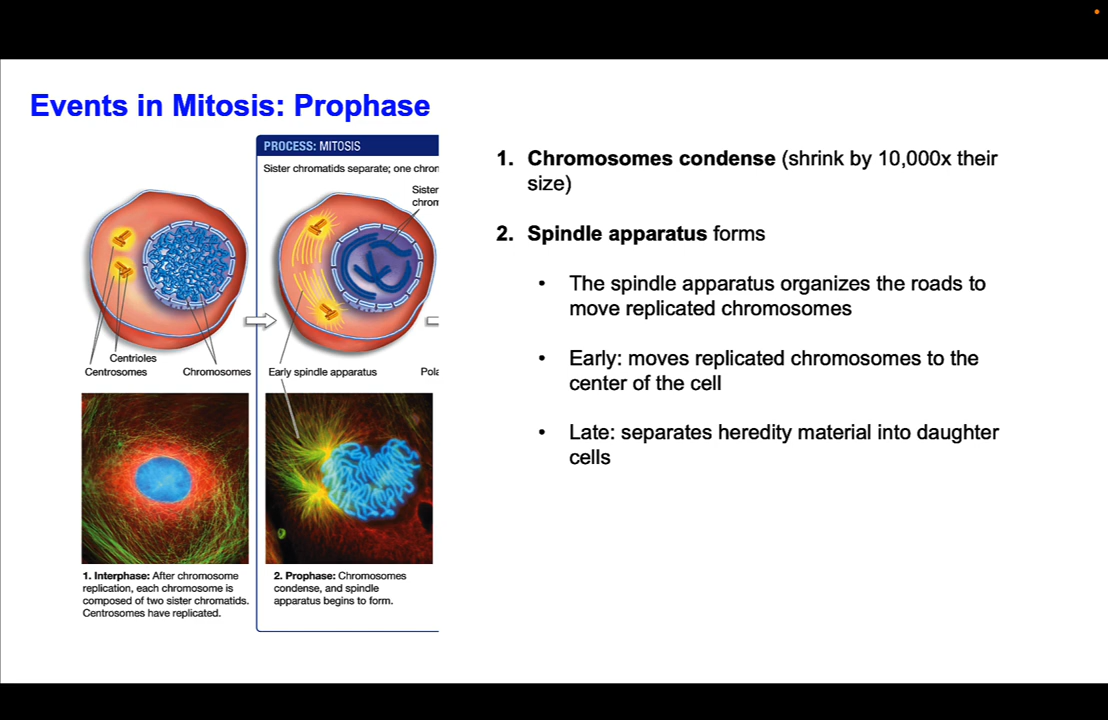 Events in Mitosis: Prophase
PROCESS: MITOSIS
Sister chromatids separate; one chron
Sister
chrom
Centrioles
Centrosomes
Chromosomes
Early spindle apparatus
Pola
1. Interphase: After chromosome
replication, each chromosome is
composed of two sister chromatids.
Centrosomes have replicated.
2. Prophase: Chromosomes
condense, and spindle
apparatus begins to form.
1. Chromosomes condense (shrink by 10,000x their
size)
2. Spindle apparatus forms
• The spindle apparatus organizes the roads to
move replicated chromosomes
• Early: moves replicated chromosomes to the
center of the cell
• Late: separates heredity material into daughter
cells